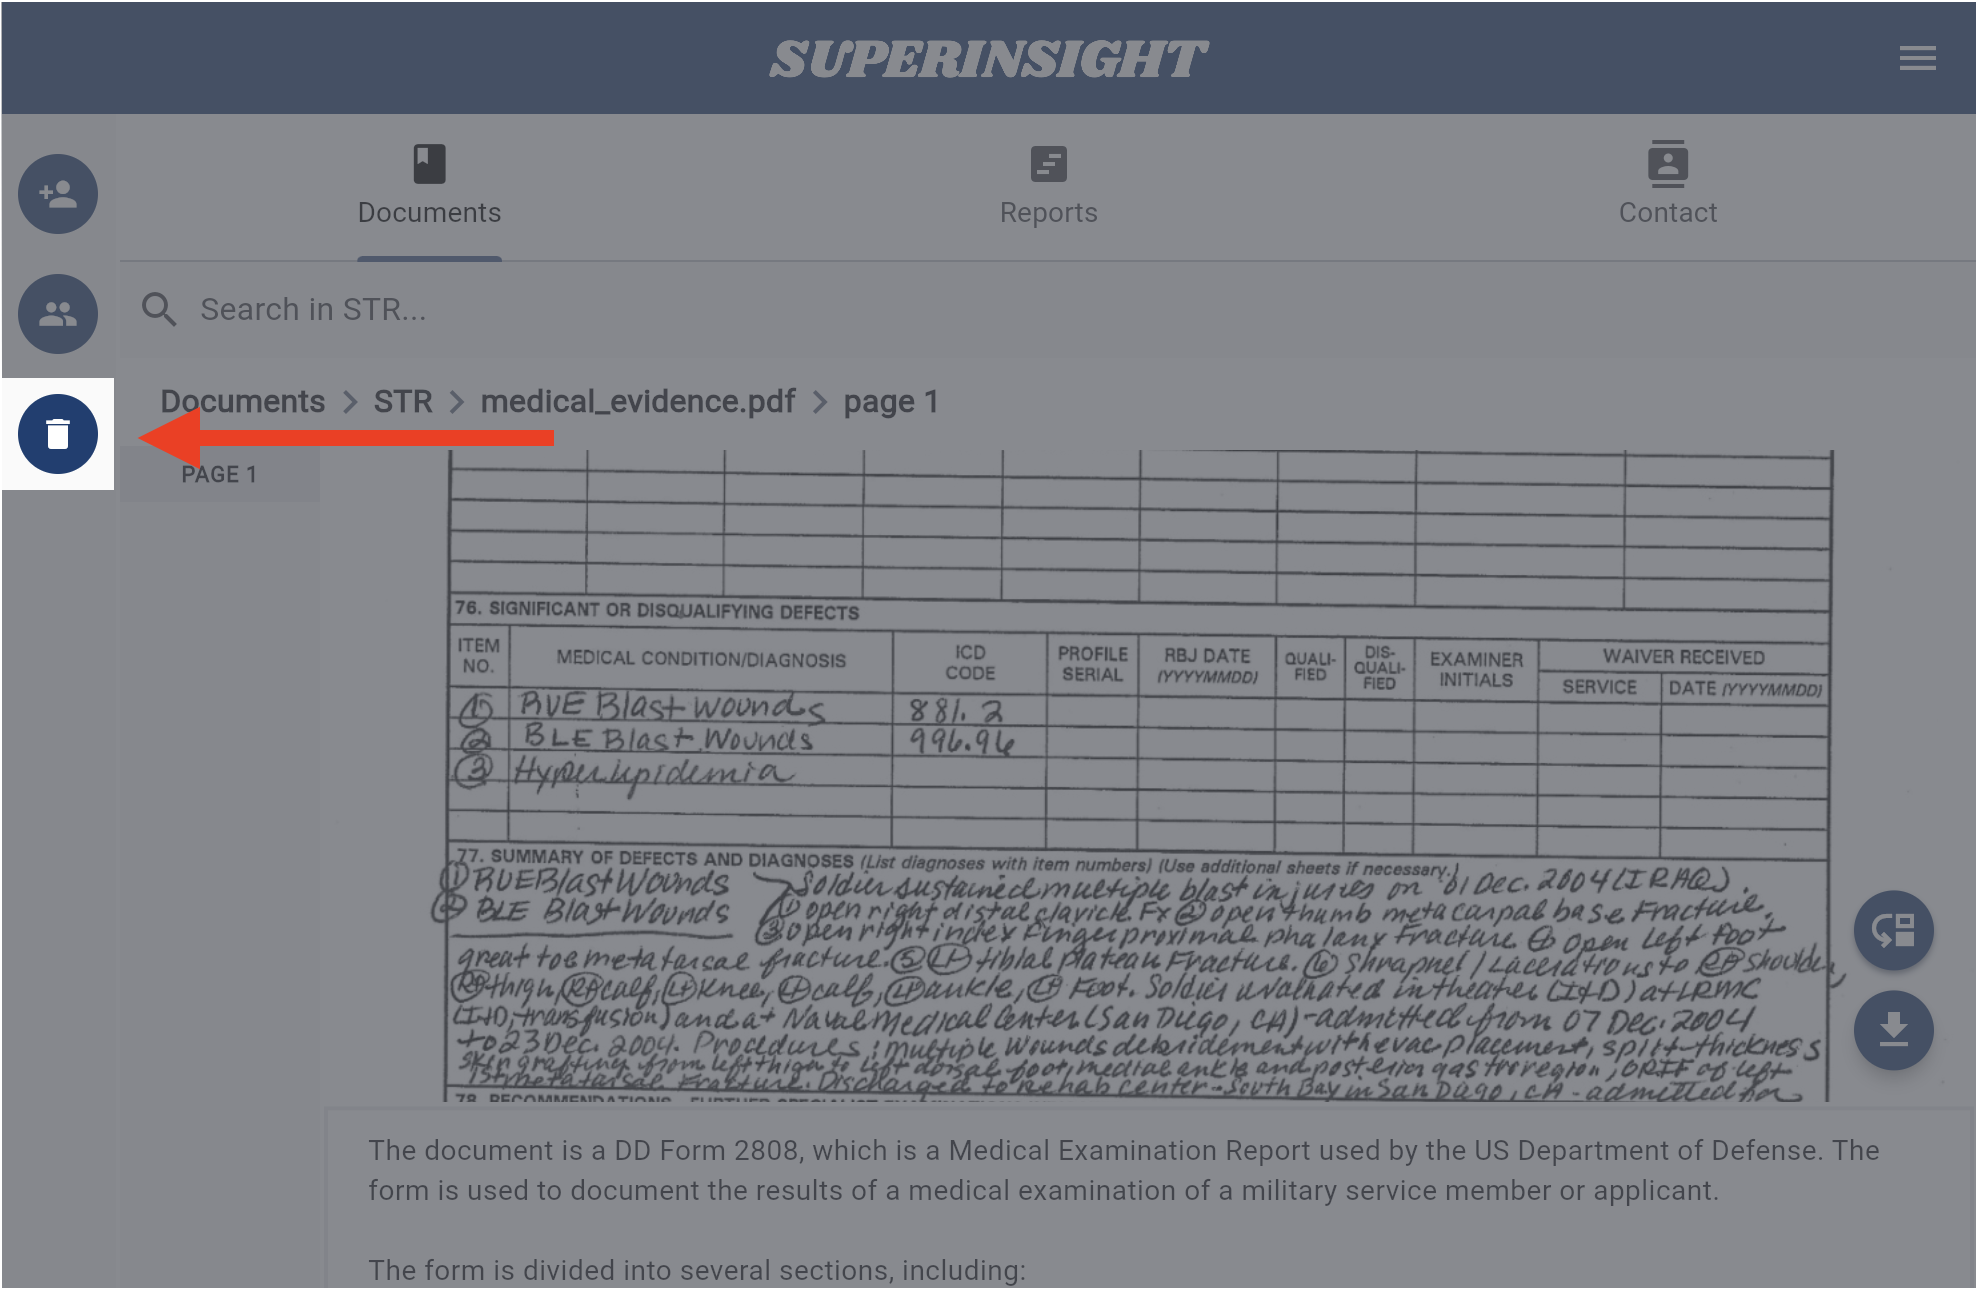 SUPERINSIGHT
Documents
Reports
Contact
Search in STR...
Documents > STR > medical_evidence.pdf > page 1
PAGE 1
76. SIGNIFICANT OR DISQUALIFYING DEFECTS
ITEM NO. MEDICAL CONDITION/DIAGNOSIS ICD CODE PROFILE SERIAL RBJ DATE (YYYYMMDD) QUALI-FIED DIS-QUALI-FIED EXAMINER INITIALS WAIVER RECEIVED
SERVICE DATE (YYYYMMDD)
① RUE Blast Wounds 881.2
② BLE Blast Wounds 996.96
③ Hyperlipidemia
77. SUMMARY OF DEFECTS AND DIAGNOSES (List diagnoses with item numbers) (Use additional sheets if necessary.)
① RUE Blast Wounds Soldier sustained multiple blast injuries on 01 Dec. 2004 (IRAQ).
② BLE Blast Wounds ① open right distal clavicle Fx ② open thumb metacarpal base Fracture.
③ open right index finger proximal phalanx Fracture ④ open left foot
great toe metatarsal fracture. ⑤ LT tibial plateau Fracture. ⑥ Shrapnel / Lacerations to RT shoulder,
RT thigh, RT calf, LT knee, LT calf, LT ankle, LT Foot. Soldier evaluated in theater (I+D) at LRMC
(I+D, transfusion) and at Naval Medical Center (San Diego, CA) - admitted from 07 Dec. 2004
to 23 Dec. 2004. Procedures: multiple wounds debridement with evac placement, split-thickness
skin grafting from left thigh to left dorsal foot, medial ankle and posterior gastroc region, ORIF of left
1st metatarsal Fracture. Discharged to rehab center - South Bay in San Diego, CA - admitted for
78. RECOMMENDATIONS - FURTHER SPECIALIST
The document is a DD Form 2808, which is a Medical Examination Report used by the US Department of Defense. The
form is used to document the results of a medical examination of a military service member or applicant.
The form is divided into several sections, including: